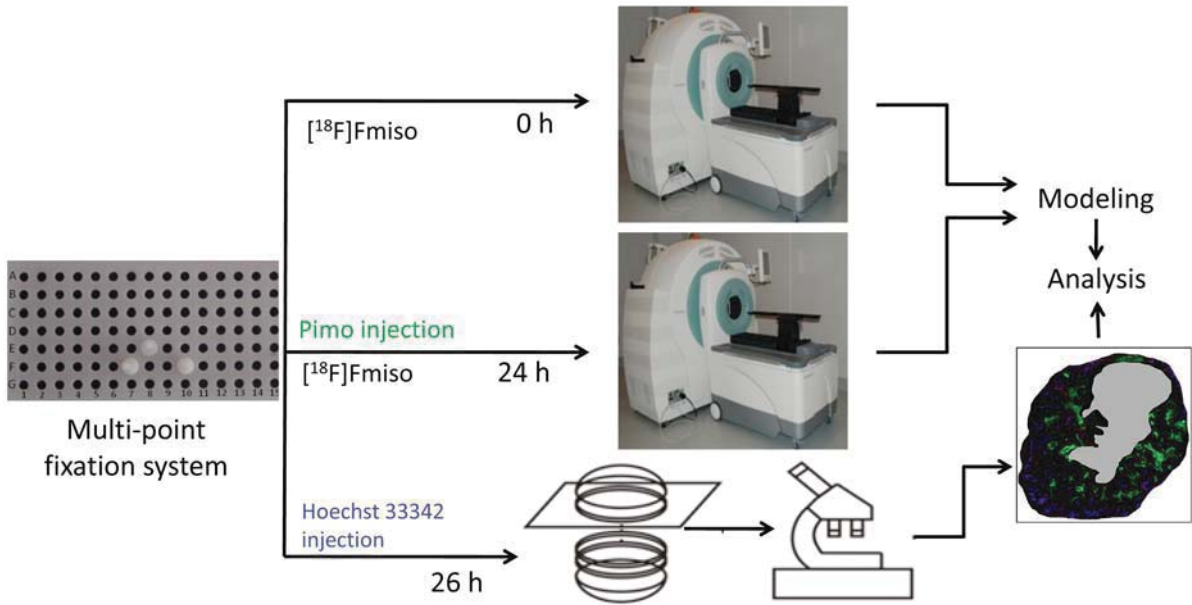 [¹⁸F]Fmiso
0 h
Modeling
Analysis
A
B
C
D
E
F
G
1 2 3 4 5 6 7 8 9 10 11 12 13 14 15
Pimo injection
[¹⁸F]Fmiso
24 h
Multi-point
fixation system
Hoechst 33342
injection
26 h